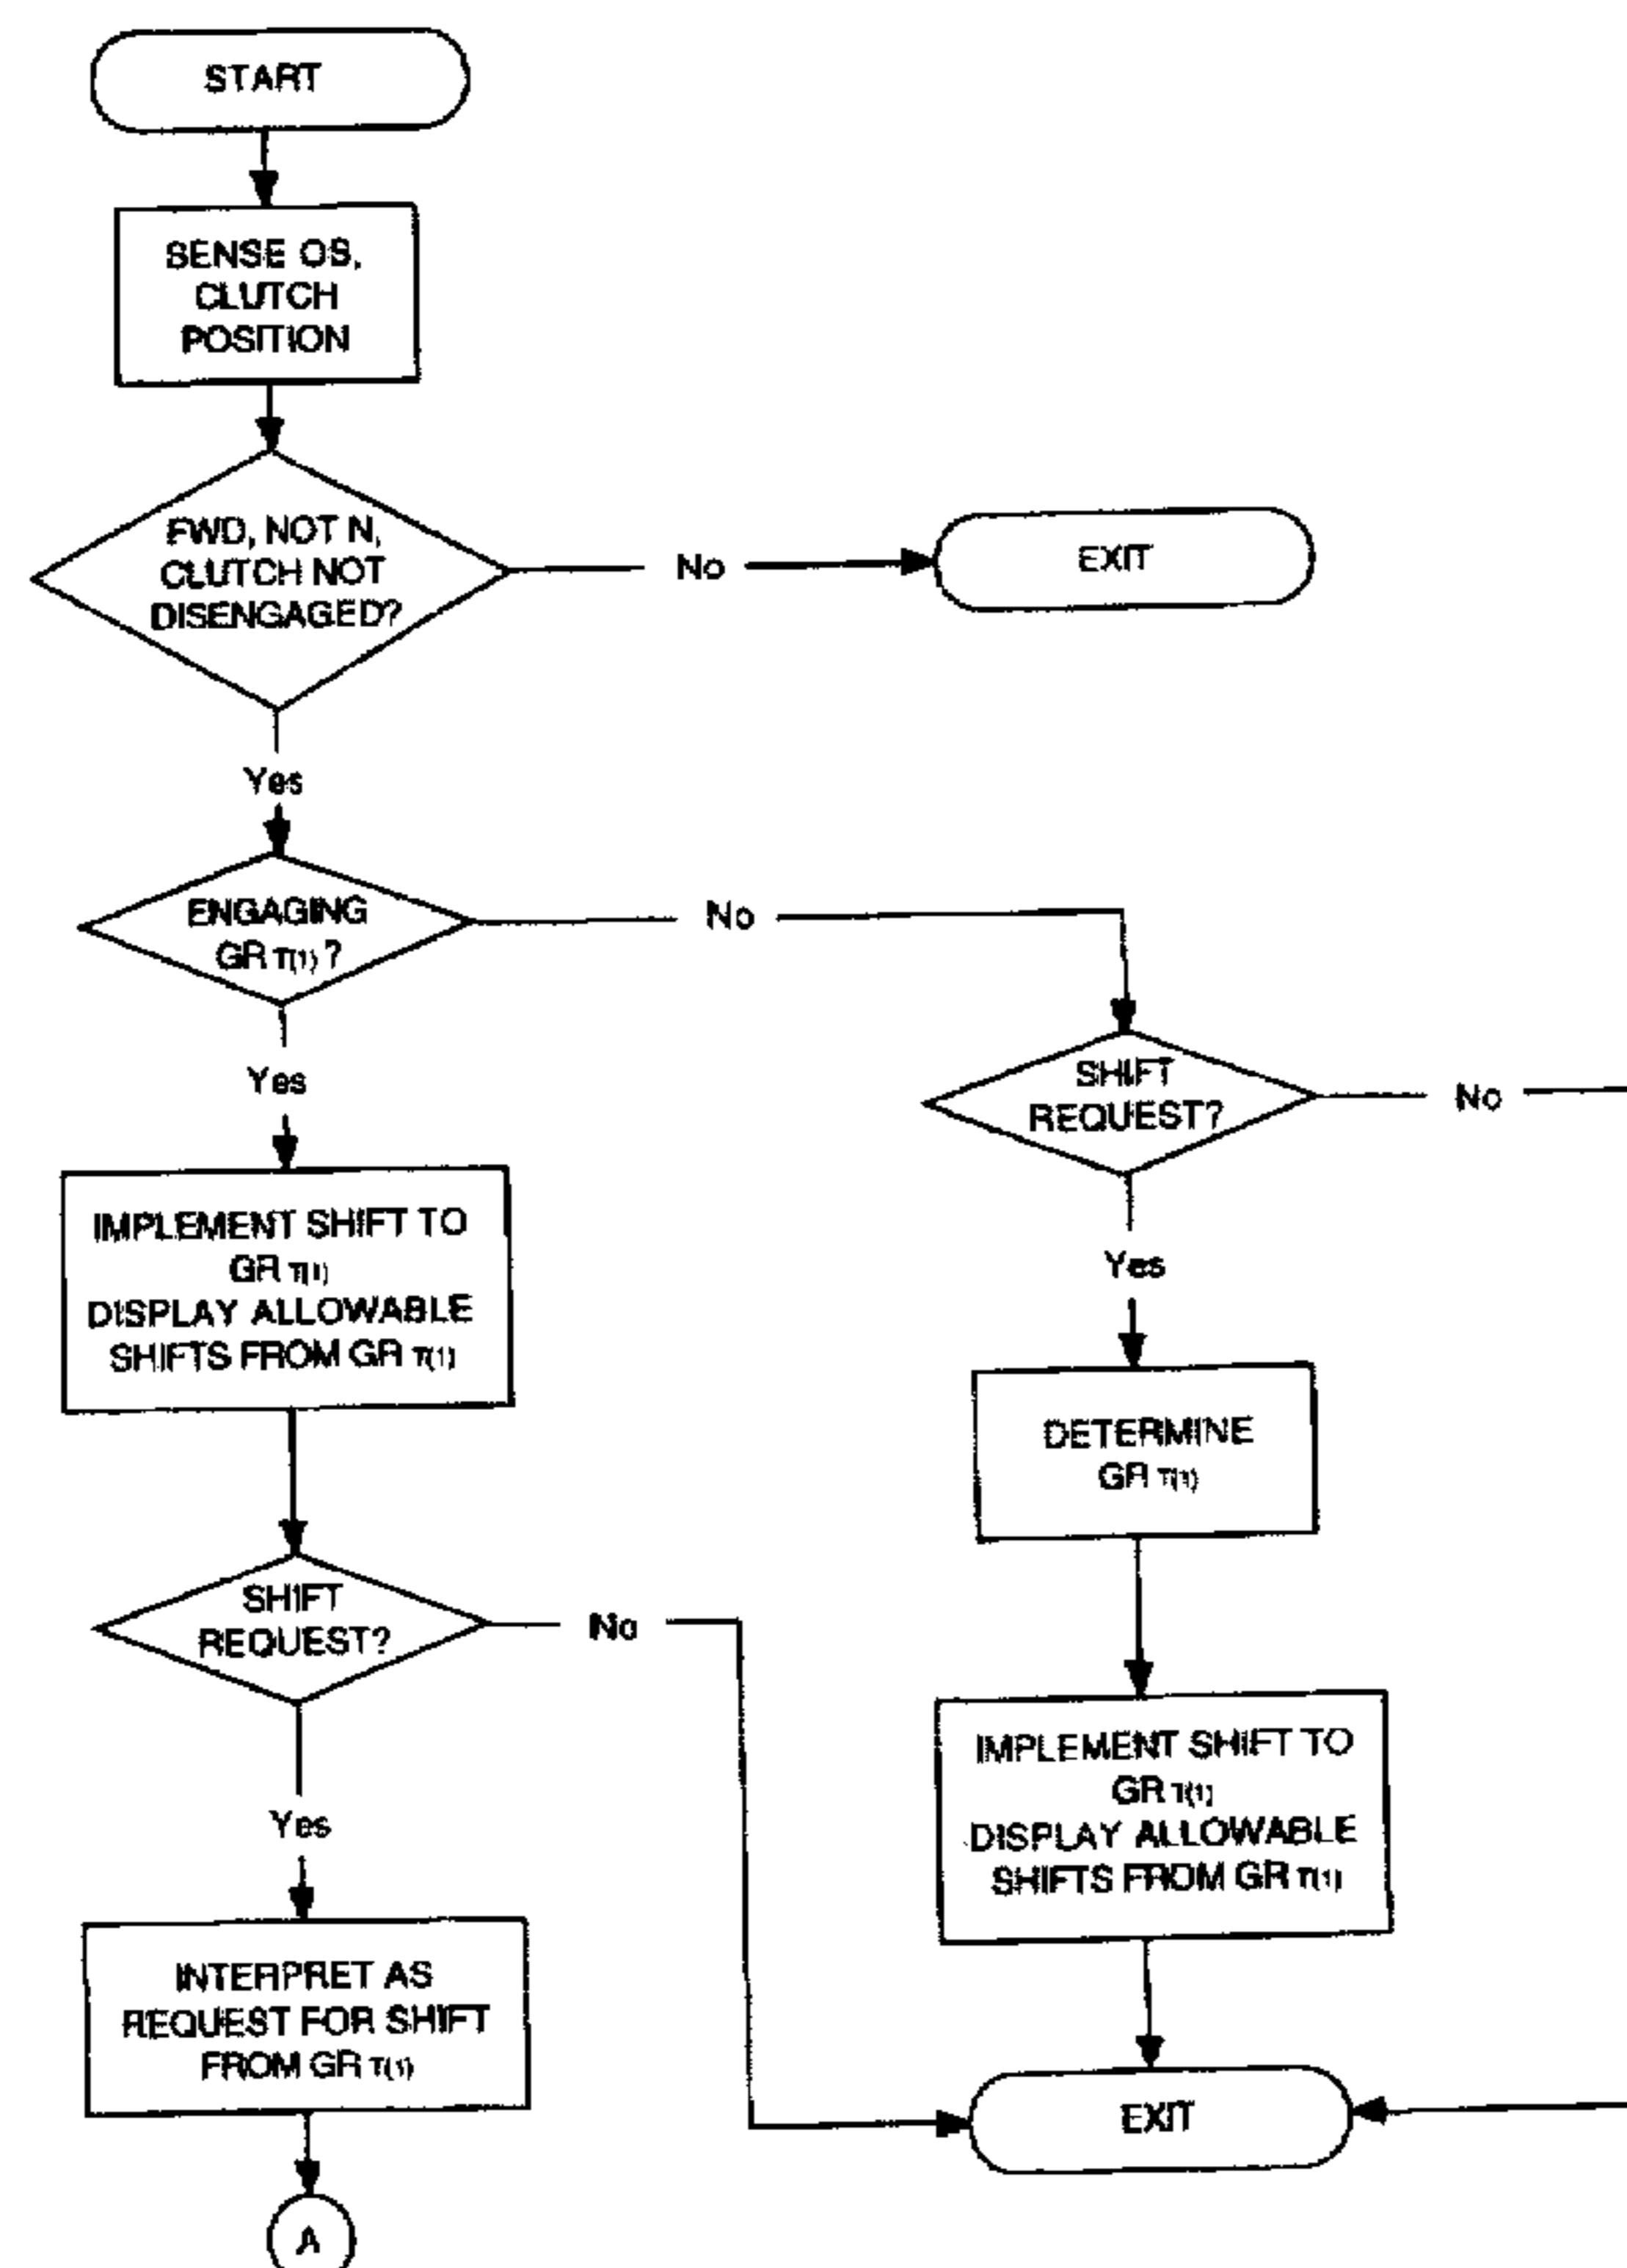 START
SENSE OS,
CLUTCH
POSITION
FWD, NOT N,
CLUTCH NOT
DISENGAGED?
No
EXIT
Yes
ENGAGING
GR T(1) ?
No
Yes
SHIFT
REQUEST?
No
IMPLEMENT SHIFT TO
GR T(1)
DISPLAY ALLOWABLE
SHIFTS FROM GR T(1)
Yes
DETERMINE
GR T(1)
SHIFT
REQUEST?
No
IMPLEMENT SHIFT TO
GR T(1)
DISPLAY ALLOWABLE
SHIFTS FROM GR T(1)
Yes
INTERPRET AS
REQUEST FOR SHIFT
FROM GR T(1)
EXIT
A